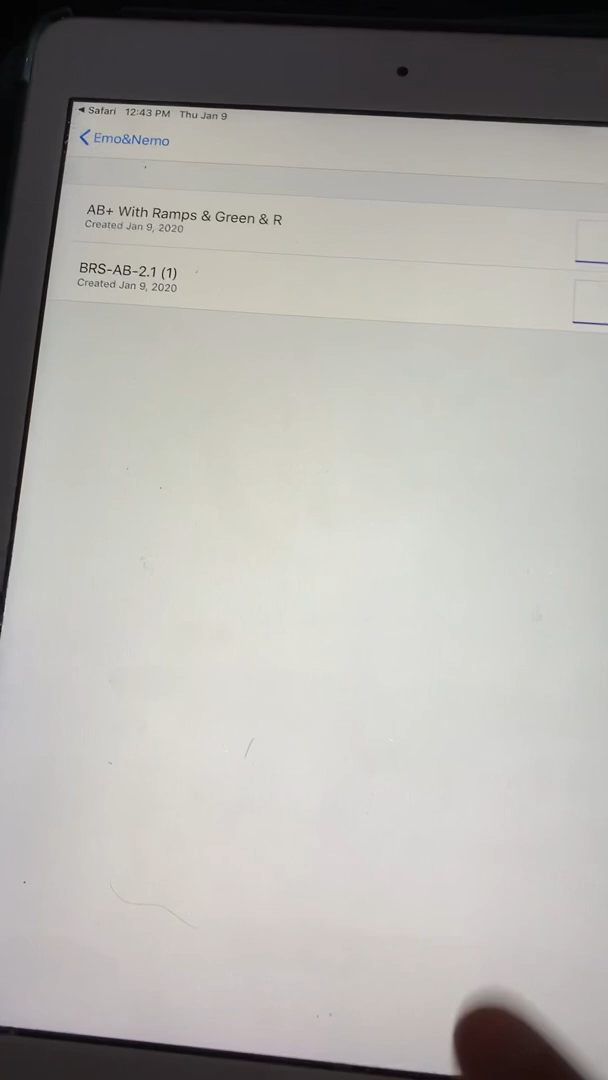 ◀ Safari 12:43 PM Thu Jan 9
Emo&Nemo
AB+ With Ramps & Green & R
Created Jan 9, 2020
BRS-AB-2.1 (1)
Created Jan 9, 2020